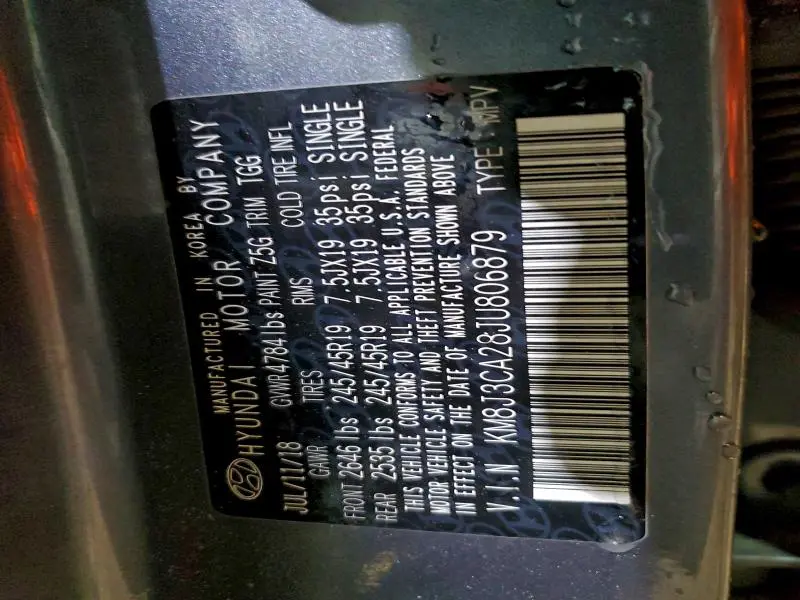 MANUFACTURED IN KOREA BY
HYUNDAI MOTOR COMPANY
JUL/11/18 GVWR4784lbs PAINT Z5G TRIM TGG
GAWR TIRES RIMS COLD TIRE INFL
FRONT 2646 lbs 245/45R19 7.5JX19 35psi SINGLE
REAR 2535 lbs 245/45R19 7.5JX19 35psi SINGLE
THIS VEHICLE CONFORMS TO ALL APPLICABLE U.S.A. FEDERAL
MOTOR VEHICLE SAFETY AND THEFT PREVENTION STANDARDS
IN EFFECT ON THE DATE OF MANUFACTURE SHOWN ABOVE
V.I.N KM8J3CA28JU806879 TYPE: MPV